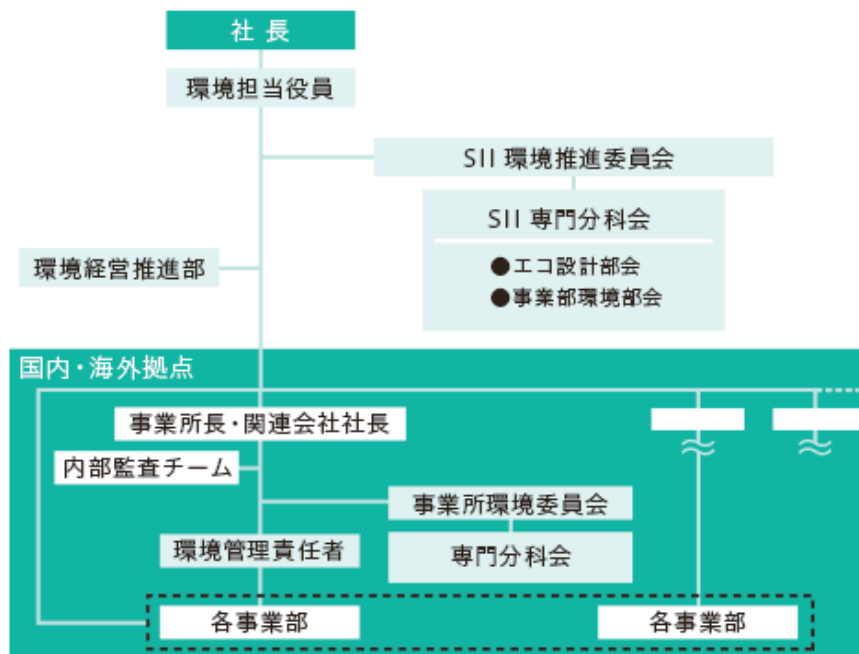 社長
環境担当役員
SII 環境推進委員会
SII 専門分科会
環境経営推進部
●エコ設計部会
●事業部環境部会
国内・海外拠点
事業所長・関連会社社長
内部監査チーム
事業所環境委員会
環境管理責任者
専門分科会
各事業部
各事業部